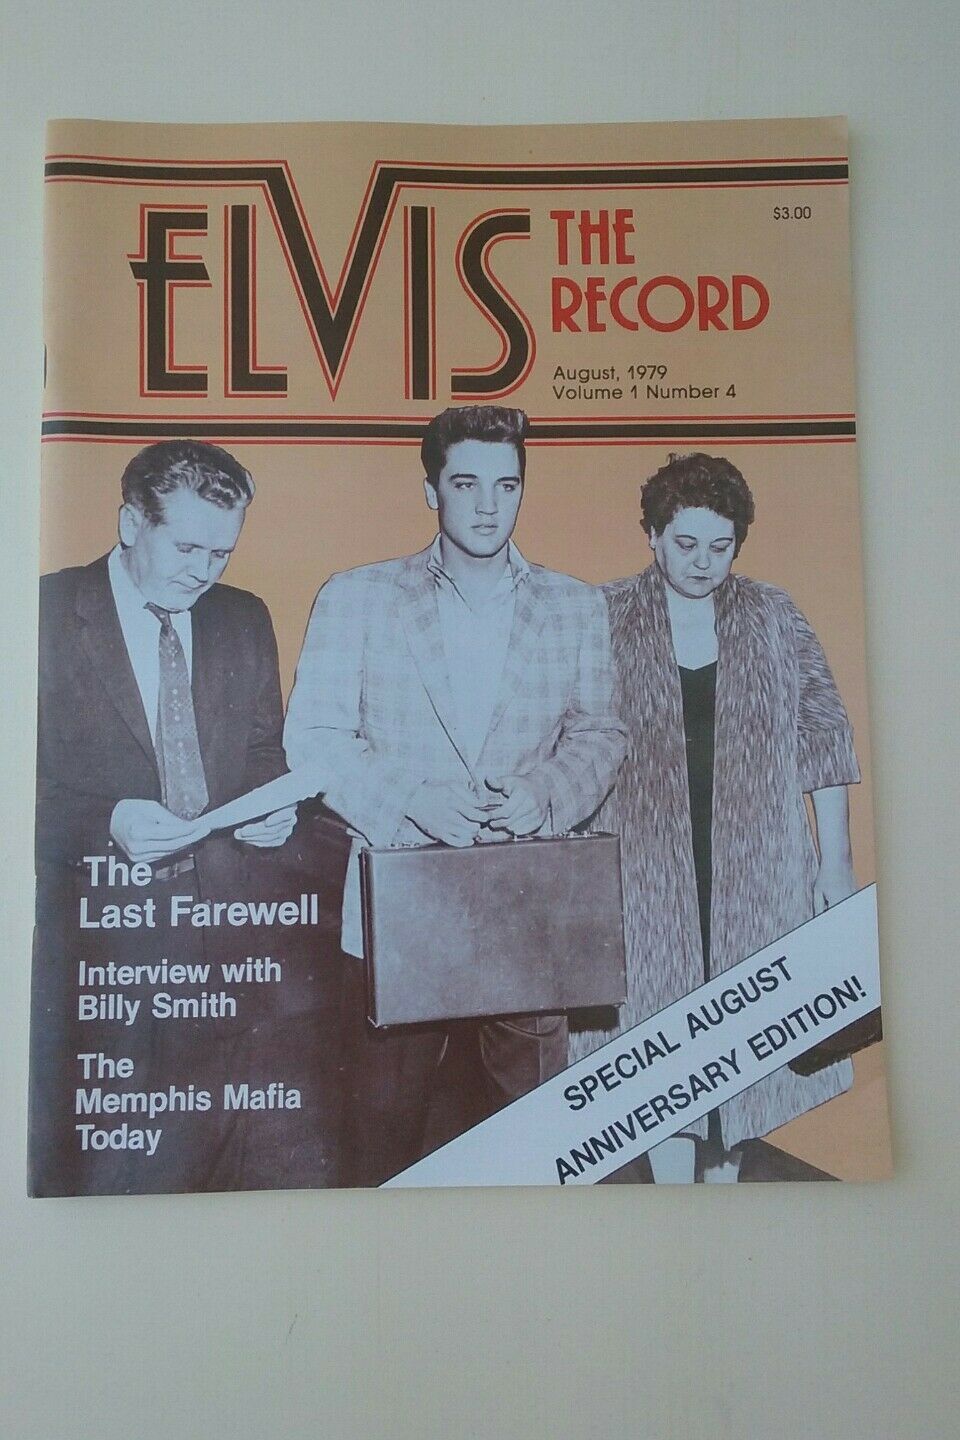 ELVIS
THE
RECORD
$3.00
August, 1979
Volume 1 Number 4
The
Last Farewell
Interview with
Billy Smith
The
Memphis Mafia
Today
SPECIAL AUGUST
ANNIVERSARY EDITION!